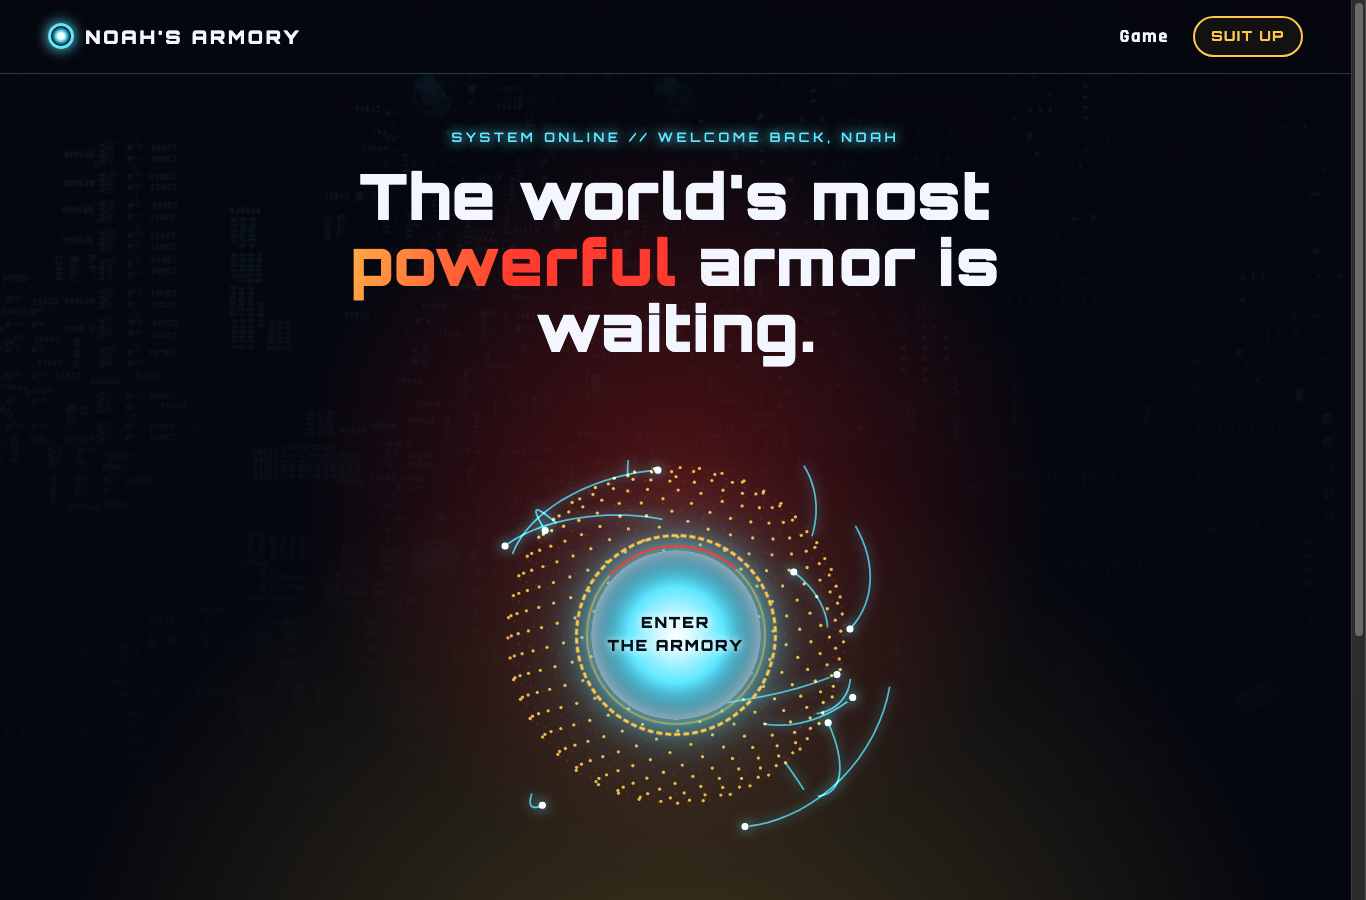 NOAH'S ARMORY
Game
SUIT UP
SYSTEM ONLINE // WELCOME BACK, NOAH
The world's most
powerful armor is
waiting.
ENTER
THE ARMORY